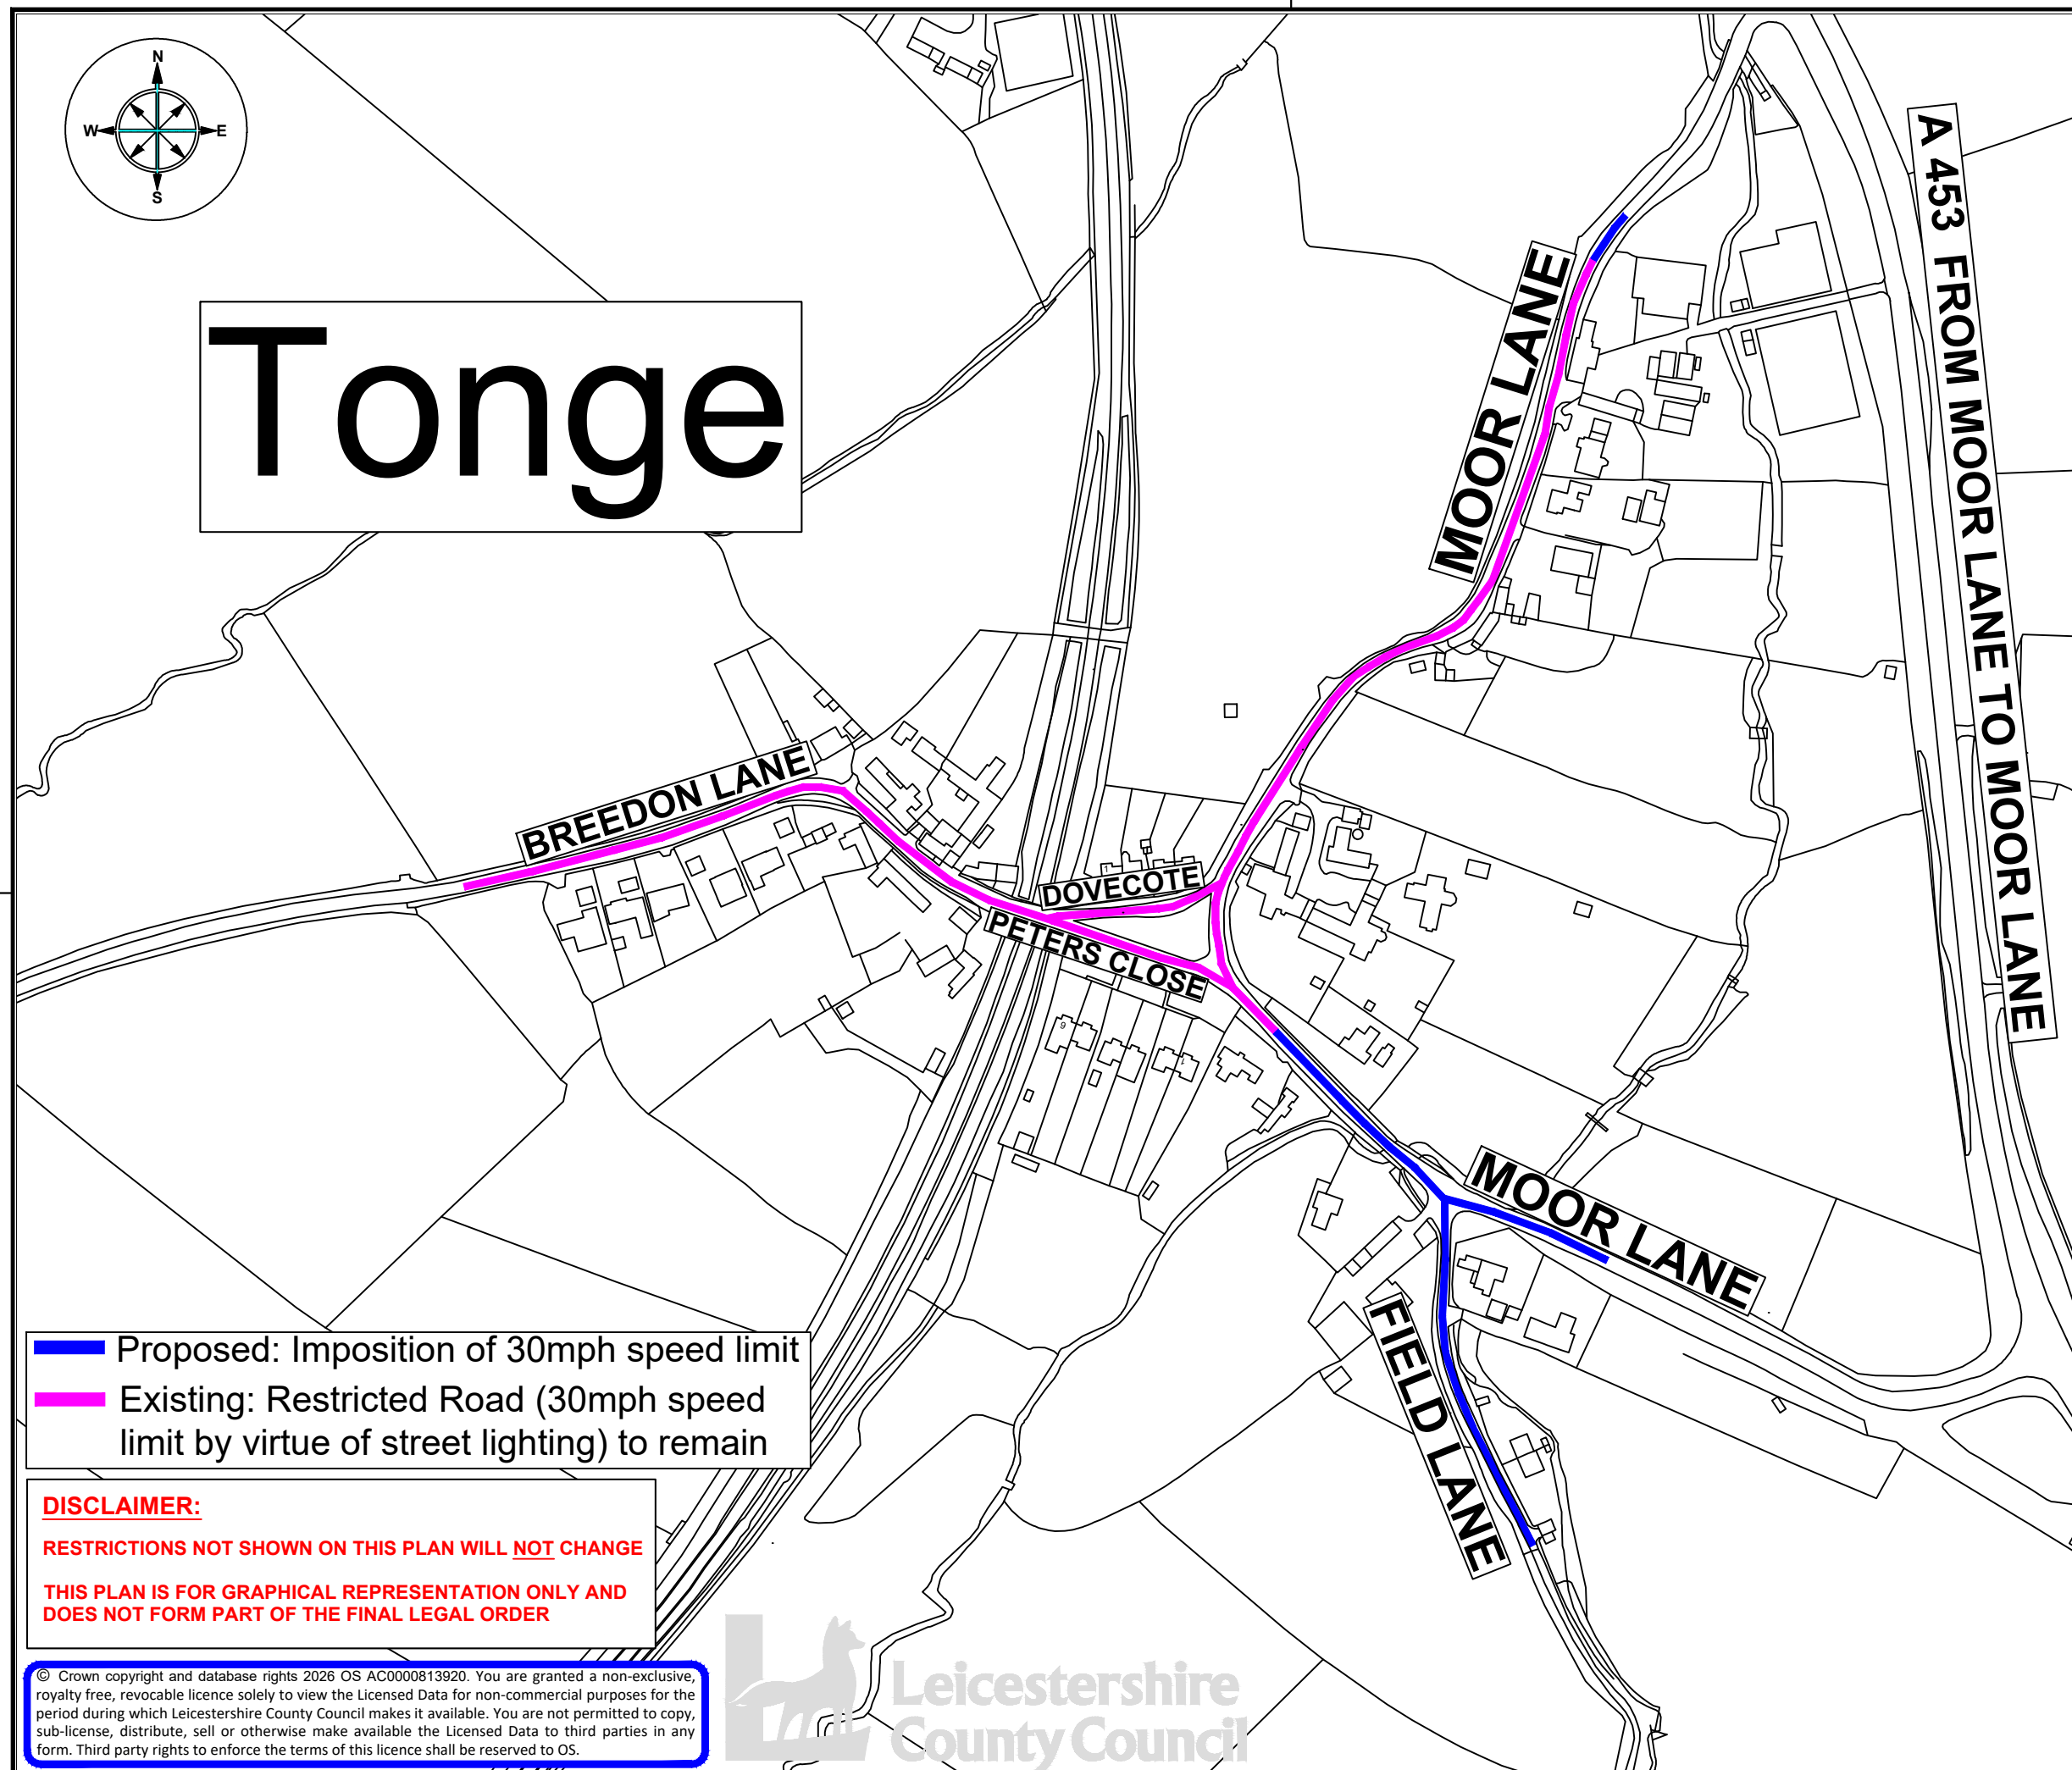 N
W
E
S
Tonge
MOOR LANE
A 453 FROM MOOR LANE TO MOOR LANE
BREEDON LANE
DOVECOTE
PETERS CLOSE
1
9
1
MOOR LANE
FIELD LANE
Proposed: Imposition of 30mph speed limit
Existing: Restricted Road (30mph speed
limit by virtue of street lighting) to remain
DISCLAIMER:
RESTRICTIONS NOT SHOWN ON THIS PLAN WILL NOT CHANGE
THIS PLAN IS FOR GRAPHICAL REPRESENTATION ONLY AND
DOES NOT FORM PART OF THE FINAL LEGAL ORDER
© Crown copyright and database rights 2026 OS AC0000813920. You are granted a non-exclusive,
royalty free, revocable licence solely to view the Licensed Data for non-commercial purposes for the
period during which Leicestershire County Council makes it available. You are not permitted to copy,
sub-license, distribute, sell or otherwise make available the Licensed Data to third parties in any
form. Third party rights to enforce the terms of this licence shall be reserved to OS.
Leicestershire
County Council